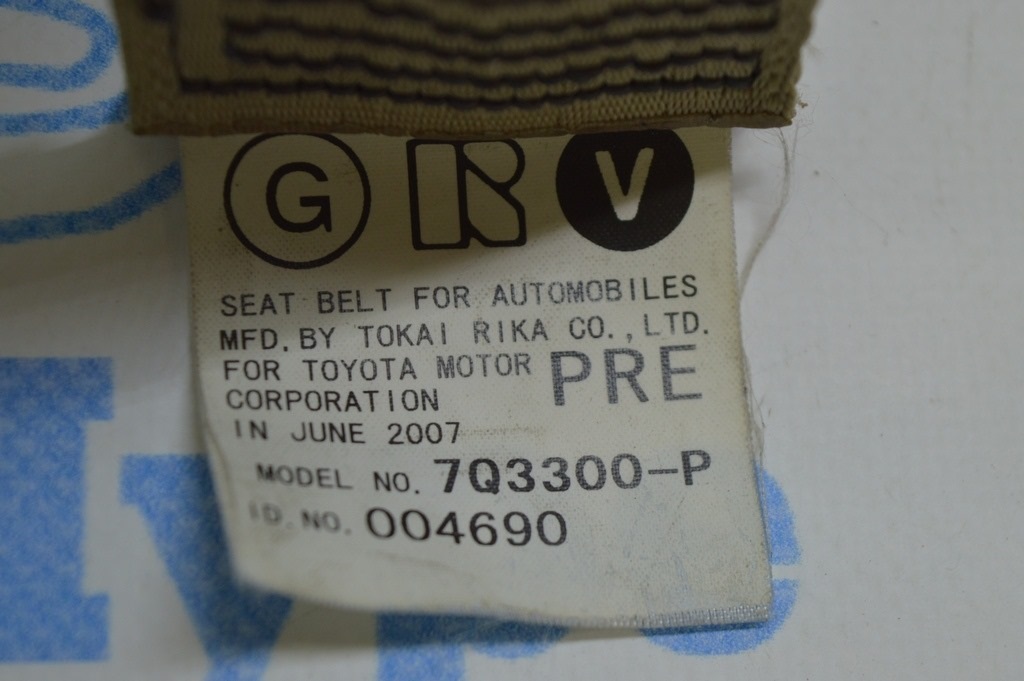 G R V
SEAT BELT FOR AUTOMOBILES
MFD. BY TOKAI RIKA CO., LTD.
FOR TOYOTA MOTOR PRE
CORPORATION
IN JUNE 2007
MODEL NO. 7Q3300-P
ID. NO. 004690